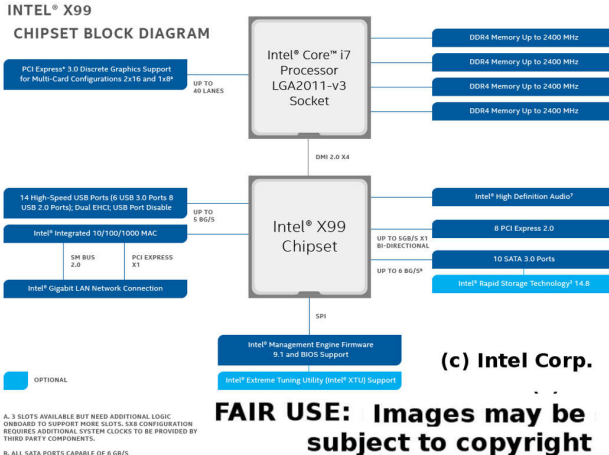 INTEL® X99
CHIPSET BLOCK DIAGRAM
PCI Express* 3.0 Discrete Graphics Support
for Multi-Card Configurations 2x16 and 1x8ᴬ
UP TO
40 LANES
Intel® Core™ i7
Processor
LGA2011-v3
Socket
DDR4 Memory Up to 2400 MHz
DDR4 Memory Up to 2400 MHz
DDR4 Memory Up to 2400 MHz
DDR4 Memory Up to 2400 MHz
DMI 2.0 X4
14 High-Speed USB Ports (6 USB 3.0 Ports 8
USB 2.0 Ports); Dual EHCI; USB Port Disable
UP TO
5 BG/S
Intel® Integrated 10/100/1000 MAC
SM BUS
2.0
PCI EXPRESS
X1
Intel® Gigabit LAN Network Connection
Intel® X99
Chipset
Intel® High Definition Audio⁷
8 PCI Express 2.0
UP TO 5GB/S X1
BI-DIRECTIONAL
10 SATA 3.0 Ports
UP TO 6 BG/Sᴮ
Intel® Rapid Storage Technology¹ 14.8
SPI
Intel® Management Engine Firmware
9.1 and BIOS Support
Intel® Extreme Tuning Utility (Intel® XTU) Support
OPTIONAL
(c) Intel Corp.
A. 3 SLOTS AVAILABLE BUT NEED ADDITIONAL LOGIC
ONBOARD TO SUPPORT MORE SLOTS. 5X8 CONFIGURATION
REQUIRES ADDITIONAL SYSTEM CLOCKS TO BE PROVIDED BY
THIRD PARTY COMPONENTS.
B. ALL SATA PORTS CAPABLE OF 6 GB/S
FAIR USE: Images may be
subject to copyright